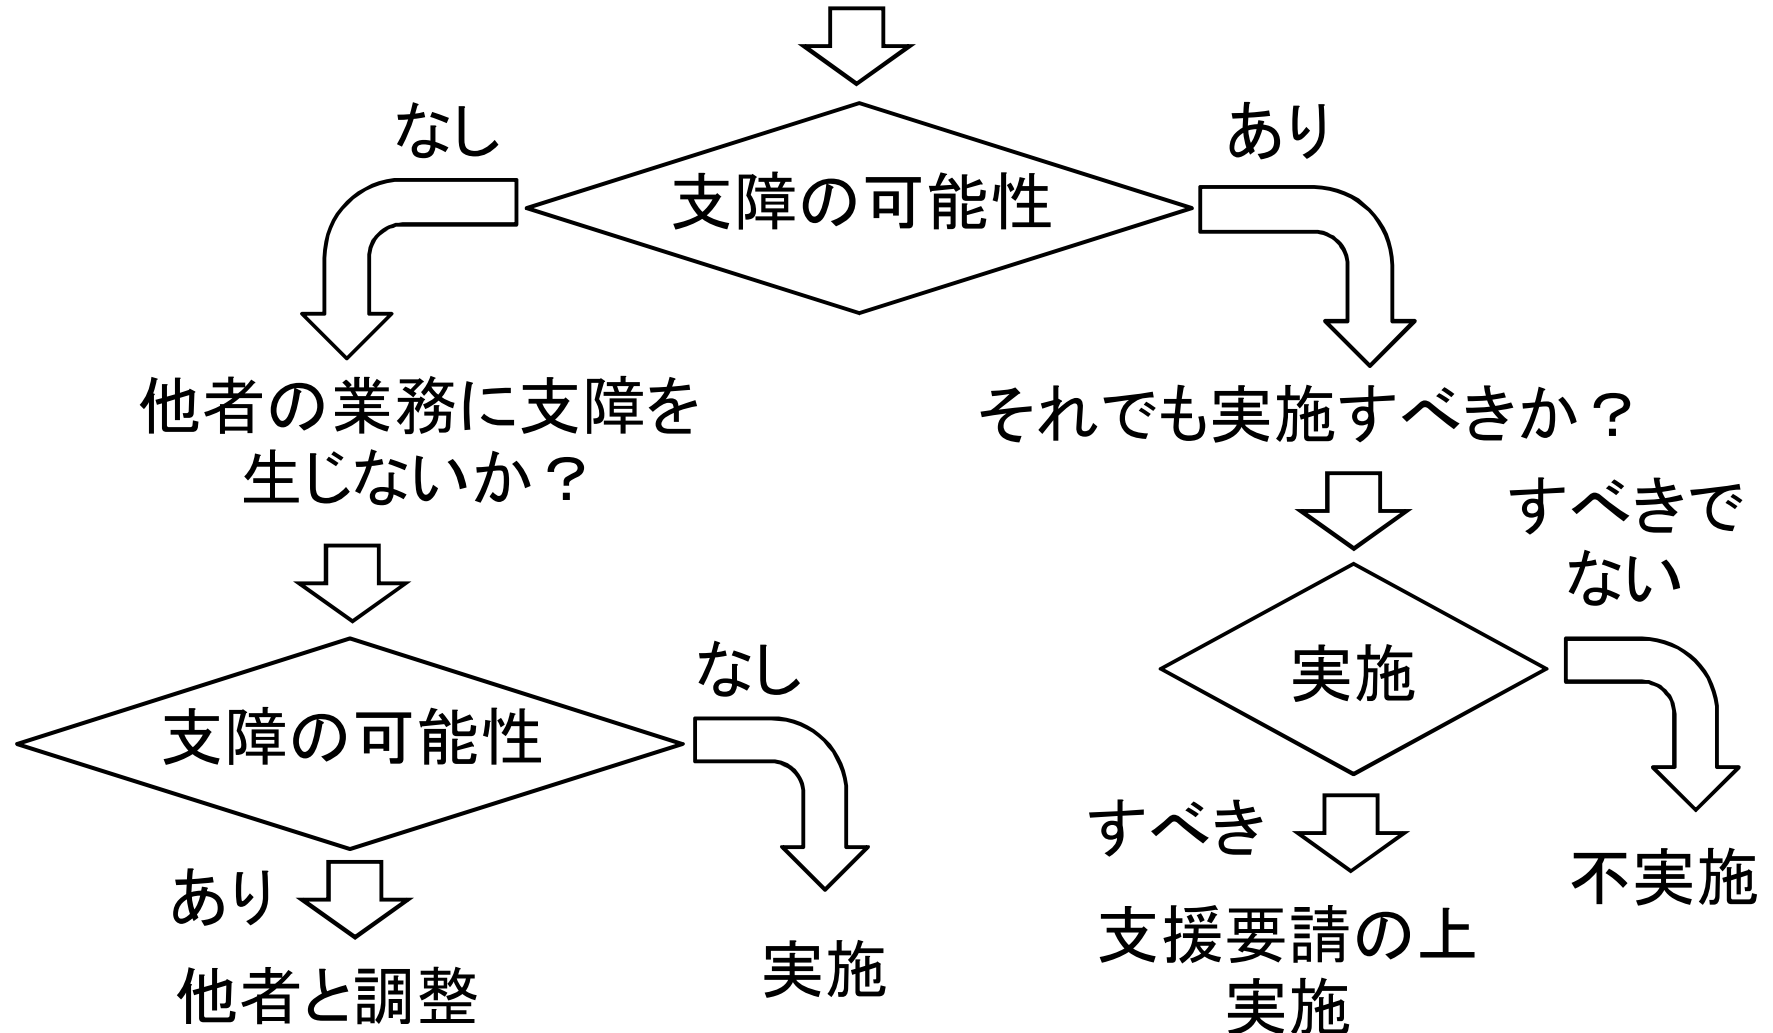 なし
あり
支障の可能性
他者の業務に支障を
生じないか？
それでも実施すべきか？
すべきで
ない
なし
実施
支障の可能性
すべき
あり
不実施
支援要請の上
実施
実施
他者と調整